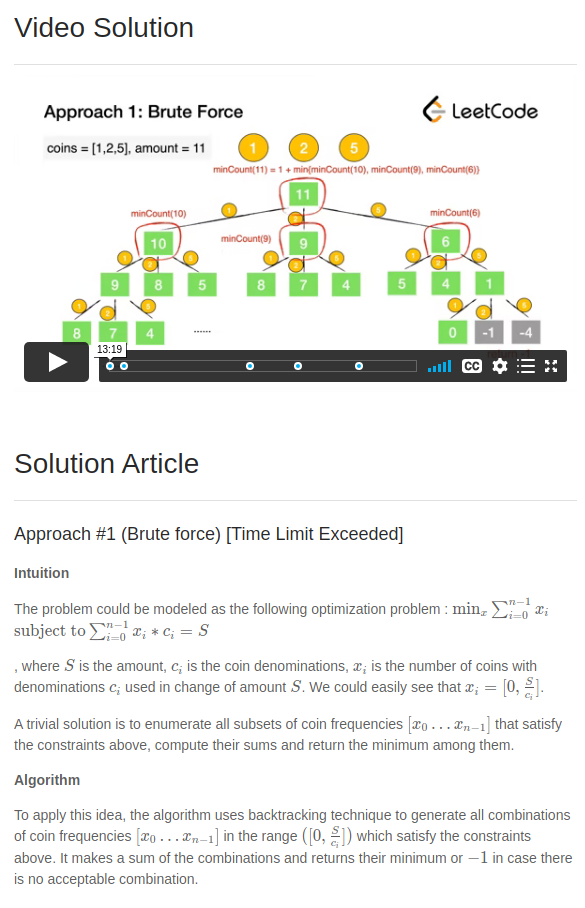 Video Solution
Approach 1: Brute Force
LeetCode
coins = [1,2,5], amount = 11
1 2 5
minCount(11) = 1 + min{minCount(10), minCount(9), minCount(6)}
11
minCount(10)
1 2 5
minCount(6)
minCount(9)
10 9 6
1 2 5 1 2 5 1 2 5
9 8 5 8 7 4 5 4 1
1 2 5 1 2 5
8 7 4 ...... 0 -1 -4
13:19
CC
Solution Article
Approach #1 (Brute force) [Time Limit Exceeded]
Intuition
The problem could be modeled as the following optimization problem : min_x ∑_{i=0}^{n−1} x_i
subject to ∑_{i=0}^{n−1} x_i * c_i = S
, where S is the amount, c_i is the coin denominations, x_i is the number of coins with
denominations c_i used in change of amount S. We could easily see that x_i = [0, S/c_i].
A trivial solution is to enumerate all subsets of coin frequencies [x_0 … x_{n−1}] that satisfy
the constraints above, compute their sums and return the minimum among them.
Algorithm
To apply this idea, the algorithm uses backtracking technique to generate all combinations
of coin frequencies [x_0 … x_{n−1}] in the range ([0, S/c_i]) which satisfy the constraints
above. It makes a sum of the combinations and returns their minimum or −1 in case there
is no acceptable combination.